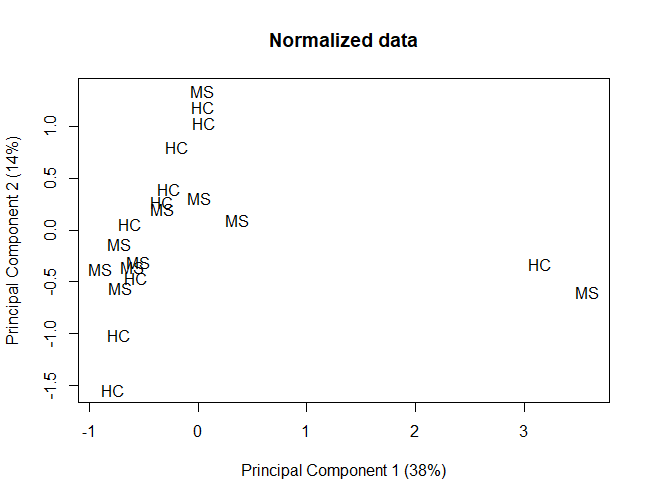 Normalized data
Principal Component 2 (14%)
1.0
0.5
0.0
-0.5
-1.0
-1.5
MS
HC
HC
HC
HC
HC
MS
MS
MS
HC
MS
MS
MS
MS
HC
MS
HC
HC
HC
MS
-1 0 1 2 3
Principal Component 1 (38%)